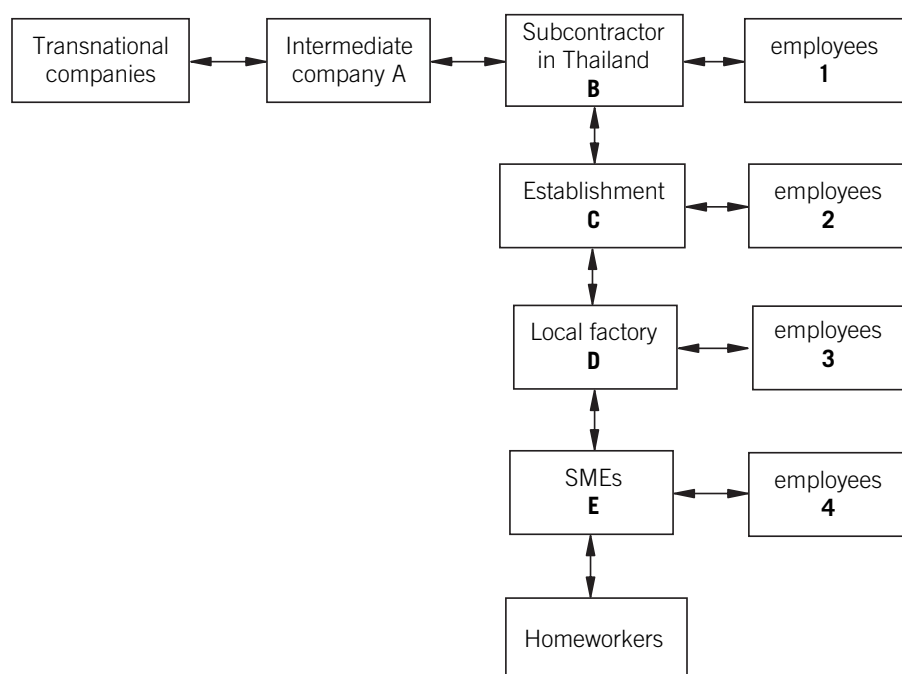 Transnational
companies
Intermediate
company A
Subcontractor
in Thailand
B
employees
1
Establishment
C
employees
2
Local factory
D
employees
3
SMEs
E
employees
4
Homeworkers